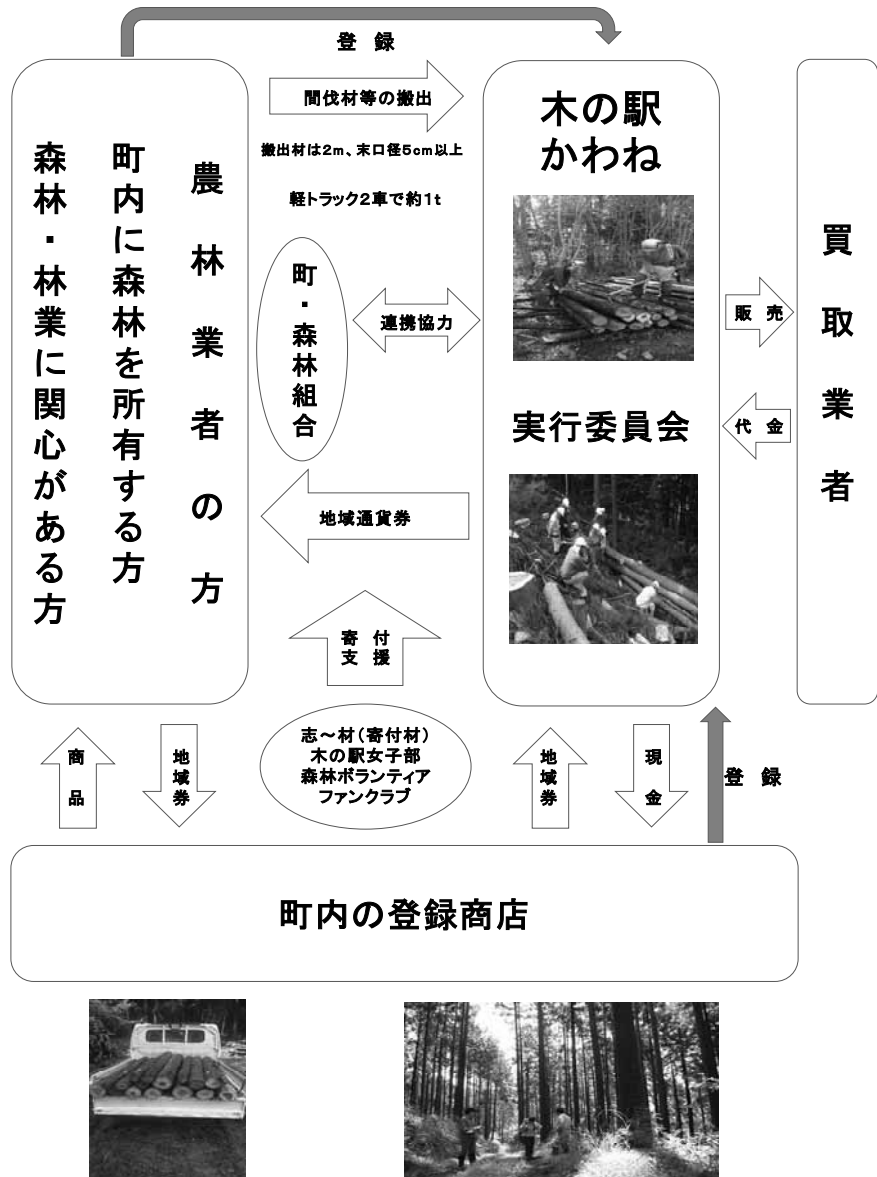 登 録
農林業者の方
町内に森林を所有する方
森林・林業に関心がある方
間伐材等の搬出
搬出材は2m、末口径5cm以上
軽トラック2車で約1t
町・森林組合
連携協力
地域通貨券
寄 付
支 援
志～材(寄付材)
木の駅女子部
森林ボランティア
ファンクラブ
木の駅
かわね
実行委員会
販 売
代 金
買取業者
商品
地域券
地域券
現金
登 録
町内の登録商店